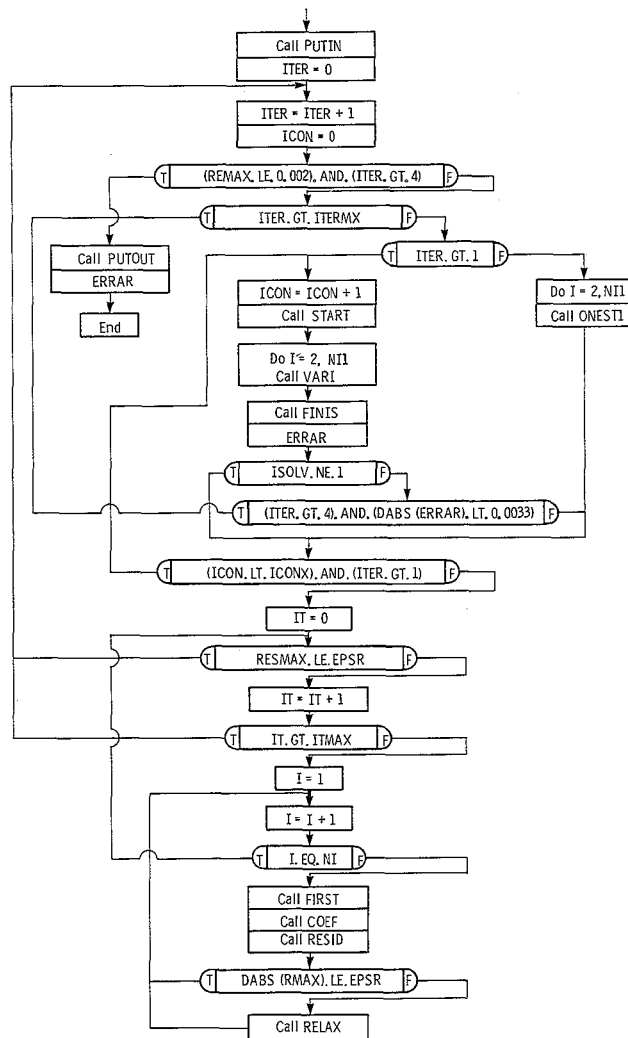 Call PUTIN
ITER = 0
ITER = ITER + 1
ICON = 0
T (REMAX. LE. 0. 002). AND. (ITER. GT. 4) F
T ITER. GT. ITERMX F
T ITER. GT. 1 F
Call PUTOUT
ERRAR
End
ICON = ICON + 1
Call START
Do I = 2, NI1
Call ONEST1
Do I = 2, NI1
Call VARI
Call FINIS
ERRAR
T ISOLV. NE. 1 F
T (ITER. GT. 4). AND. (DABS (ERRAR). LT. 0. 0033) F
T (ICON. LT. ICONX). AND. (ITER. GT. 1) F
IT = 0
T RESMAX. LE. EPSR F
IT = IT + 1
T IT. GT. ITMAX F
I = 1
I = I + 1
T I. EQ. NI F
Call FIRST
Call COEF
Call RESID
T DABS (RMAX). LE. EPSR F
Call RELAX